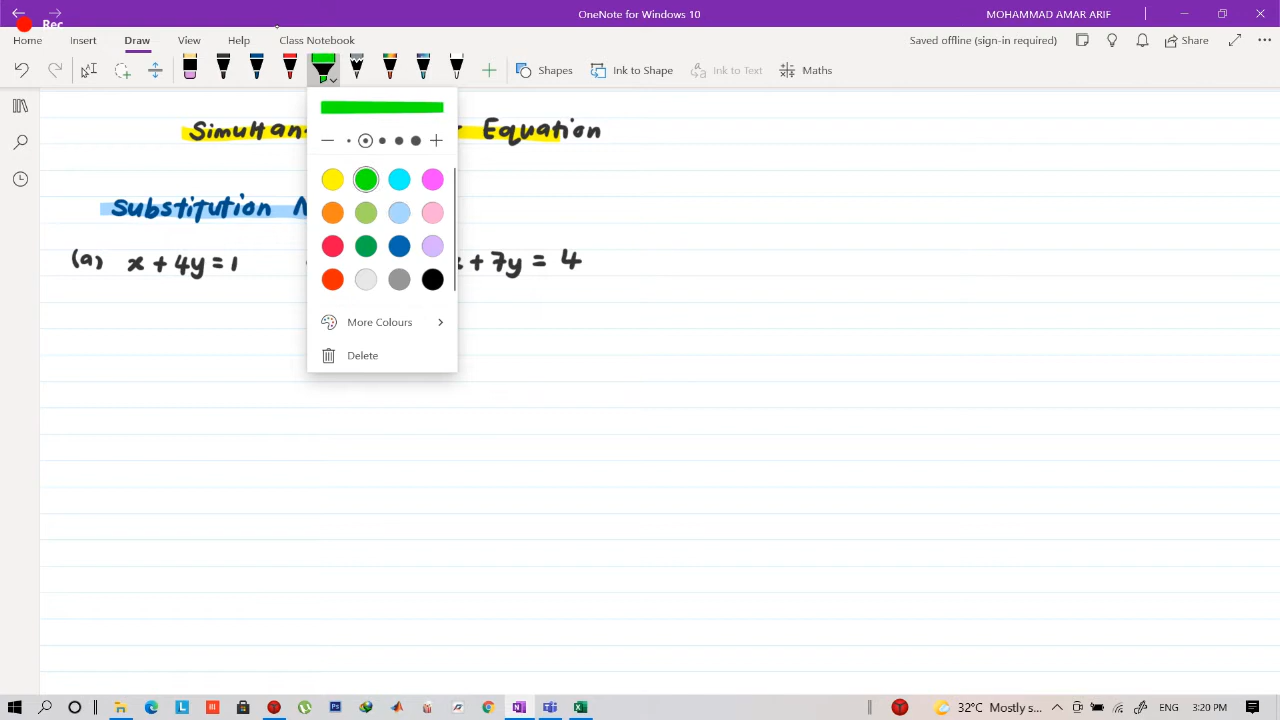 OneNote for Windows 10
MOHAMMAD AMAR ARIF
Rec
Home Insert Draw View Help Class Notebook Saved offline (sign-in required) Share
Shapes Ink to Shape Ink to Text Maths
Equation
Substitution
(a) x + 4y = 1 + 7y = 4
More Colours
Delete
32°C Mostly s... ENG 3:20 PM